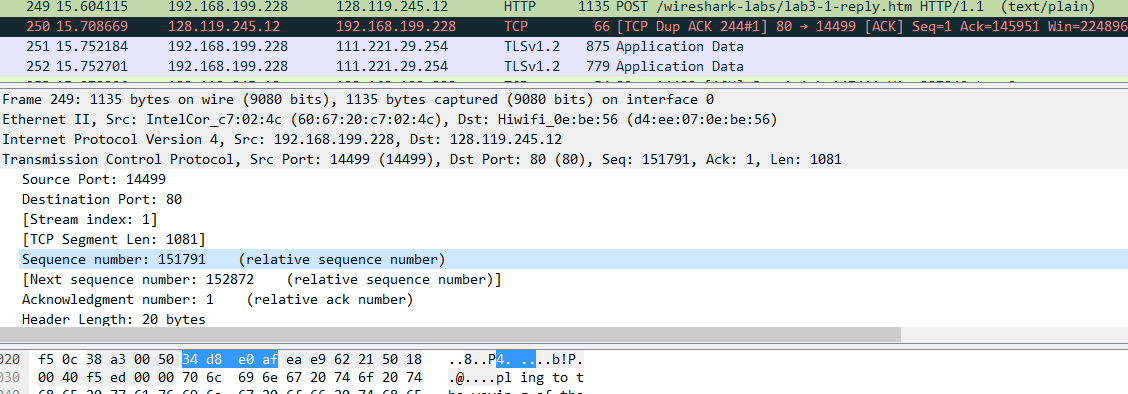 249 15.604115 192.168.199.228 128.119.245.12 HTTP 1135 POST /wireshark-labs/lab3-1-reply.htm HTTP/1.1 (text/plain)
250 15.708669 128.119.245.12 192.168.199.228 TCP 66 [TCP Dup ACK 244#1] 80 → 14499 [ACK] Seq=1 Ack=145951 Win=224896
251 15.752184 192.168.199.228 111.221.29.254 TLSv1.2 875 Application Data
252 15.752701 192.168.199.228 111.221.29.254 TLSv1.2 779 Application Data
Frame 249: 1135 bytes on wire (9080 bits), 1135 bytes captured (9080 bits) on interface 0
Ethernet II, Src: IntelCor_c7:02:4c (60:67:20:c7:02:4c), Dst: Hiwifi_0e:be:56 (d4:ee:07:0e:be:56)
Internet Protocol Version 4, Src: 192.168.199.228, Dst: 128.119.245.12
Transmission Control Protocol, Src Port: 14499 (14499), Dst Port: 80 (80), Seq: 151791, Ack: 1, Len: 1081
Source Port: 14499
Destination Port: 80
[Stream index: 1]
[TCP Segment Len: 1081]
Sequence number: 151791 (relative sequence number)
[Next sequence number: 152872 (relative sequence number)]
Acknowledgment number: 1 (relative ack number)
Header Length: 20 bytes
020 f5 0c 38 a3 00 50 34 d8 e0 af ea e9 62 21 50 18 ..8..P4. ....b!P.
030 00 40 f5 ed 00 00 70 6c 69 6e 67 20 74 6f 20 74 .@....pl ing to t